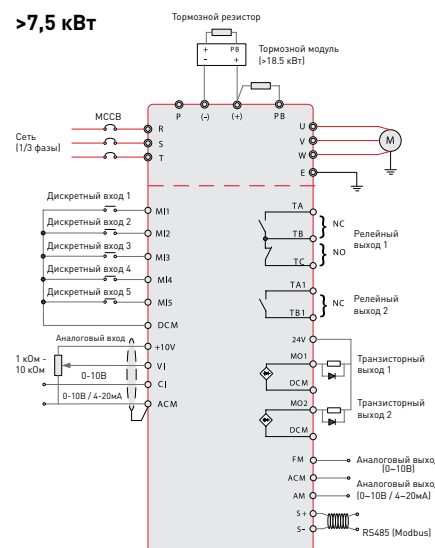 >7,5 кВт
Тормозной резистор
+ PB
- +
Тормозной модуль
(>18.5 кВт)
P (-) (+) PB
MCCB
Сеть
(1/3 фазы)
R
S
T
U
V
W
M
E
Дискретный вход 1
MI1
Дискретный вход 2
MI2
Дискретный вход 3
MI3
Дискретный вход 4
MI4
Дискретный вход 5
MI5
DCM
Аналоговый вход
+10V
1 кОм -
10 кОм
VI
0-10В
CI
0-10В / 4-20мА
ACM
TA
NC
TB
Релейный
выход 1
NO
TC
TA1
NC
Релейный
выход 2
TB1
24V
MO1
Транзисторный
выход 1
DCM
MO2
Транзисторный
выход 2
DCM
FM
Аналоговый выход
(0~10В)
ACM
Аналоговый выход
AM
(0~10В / 4~20мА)
S+
S-
RS485 (Modbus)